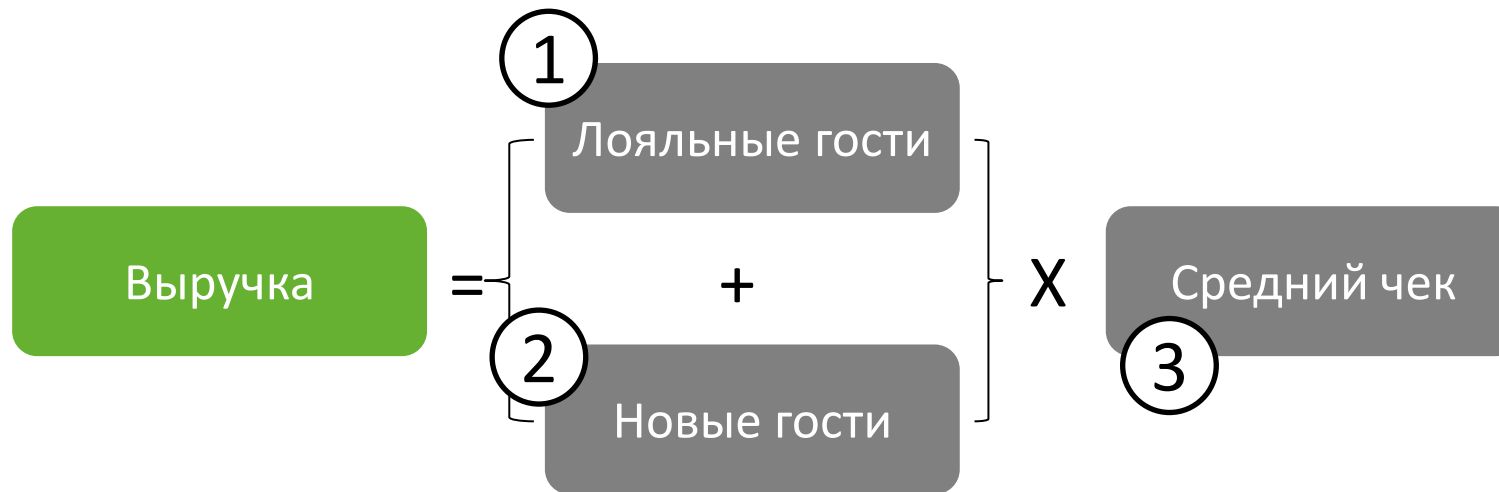 1
Лояльные гости
Выручка
=
+
X
Средний чек
2
3
Новые гости